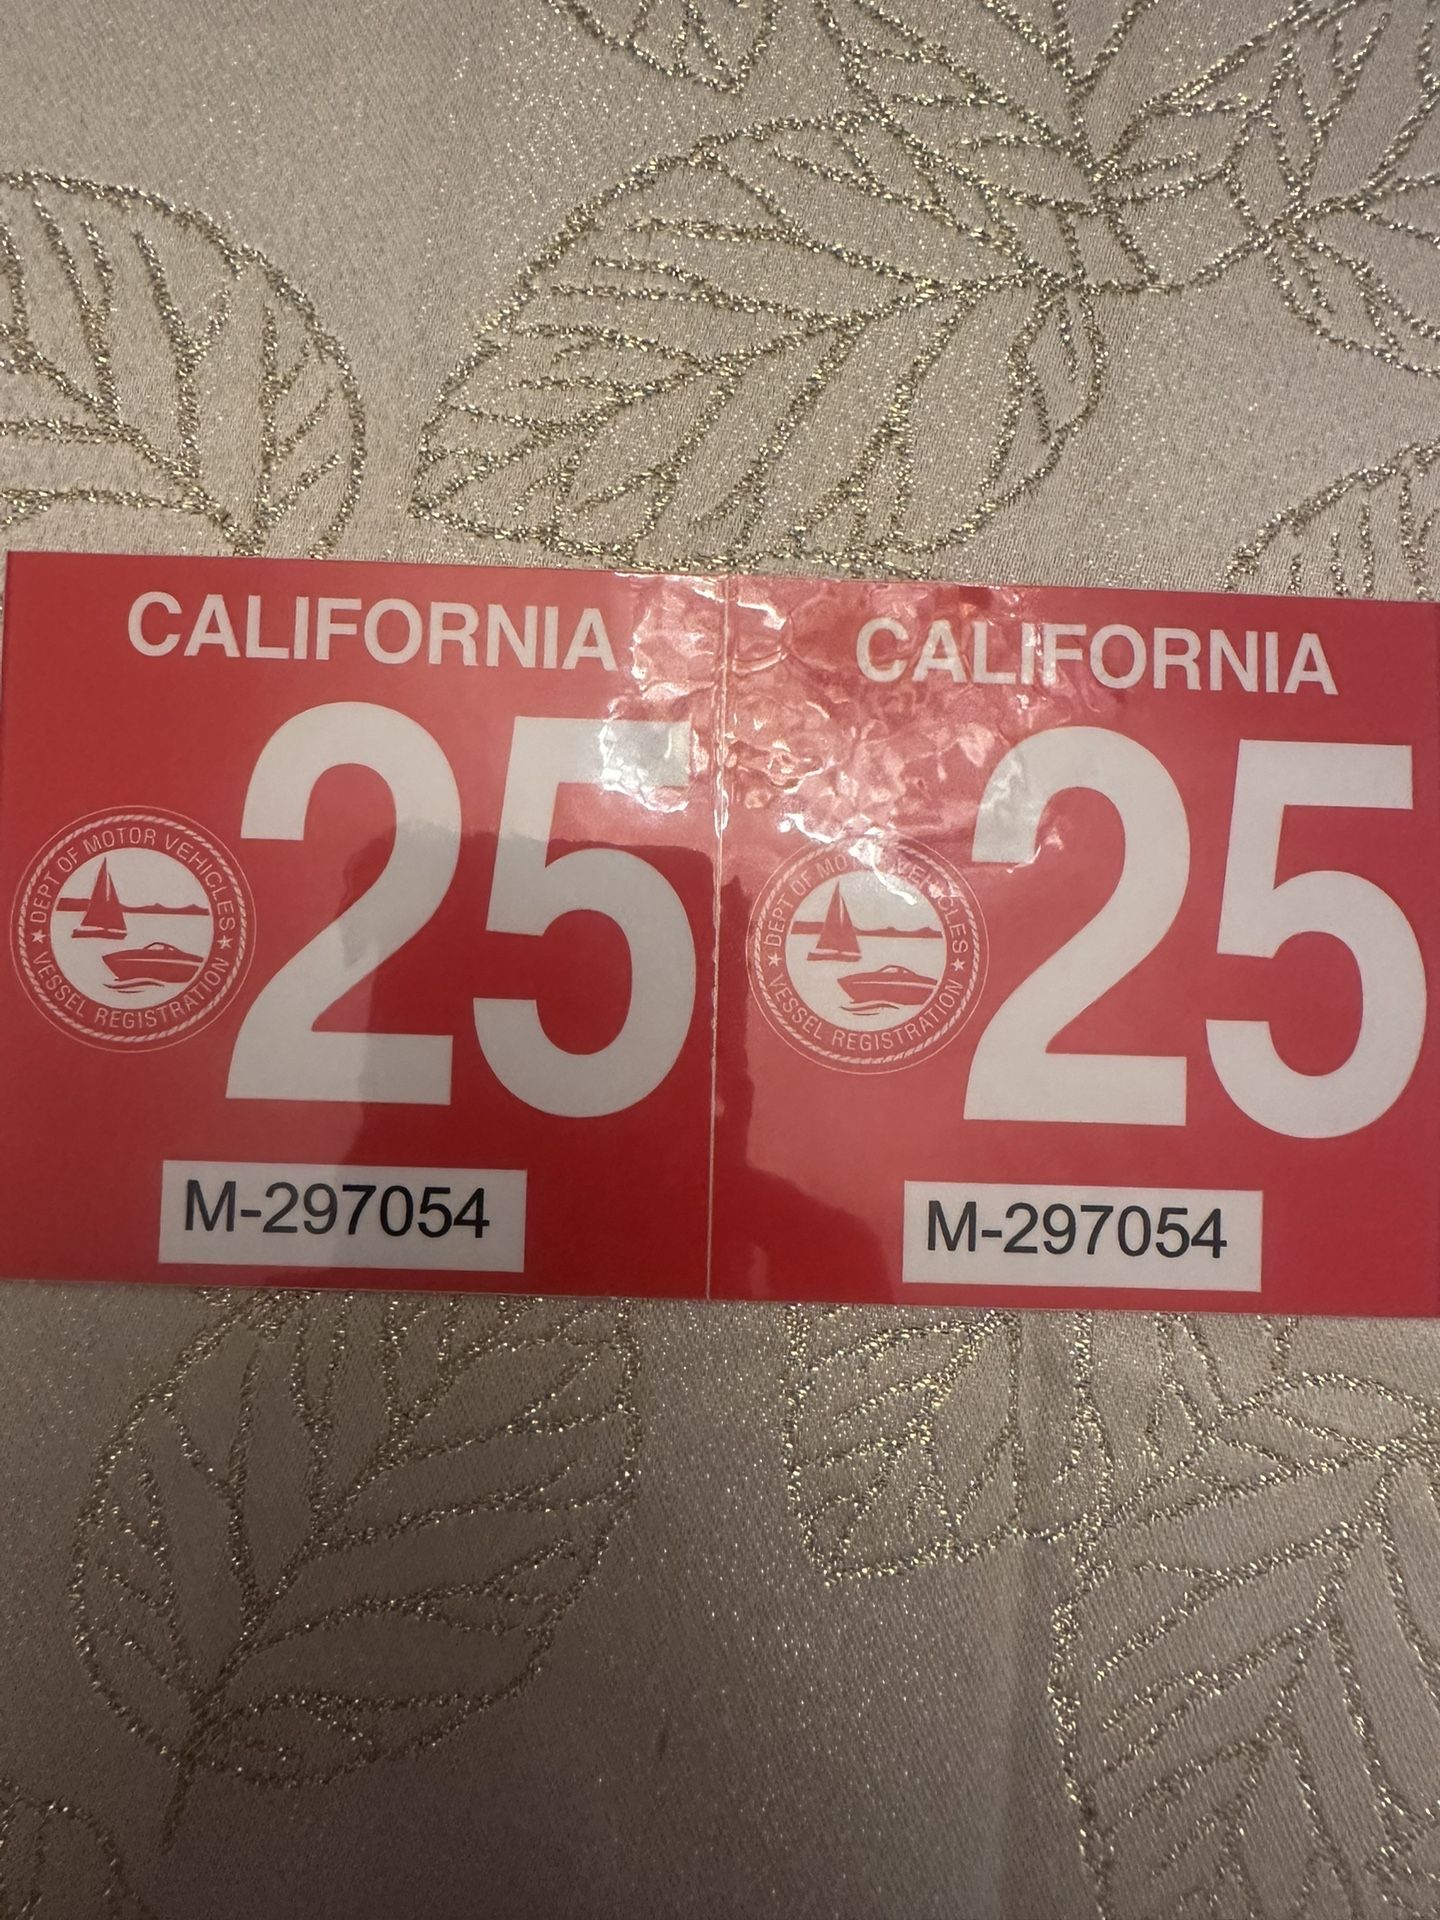 CALIFORNIA
25
DEPT OF MOTOR VEHICLES
★ VESSEL REGISTRATION ★
M-297054
CALIFORNIA
25
DEPT OF MOTOR VEHICLES
★ VESSEL REGISTRATION ★
M-297054